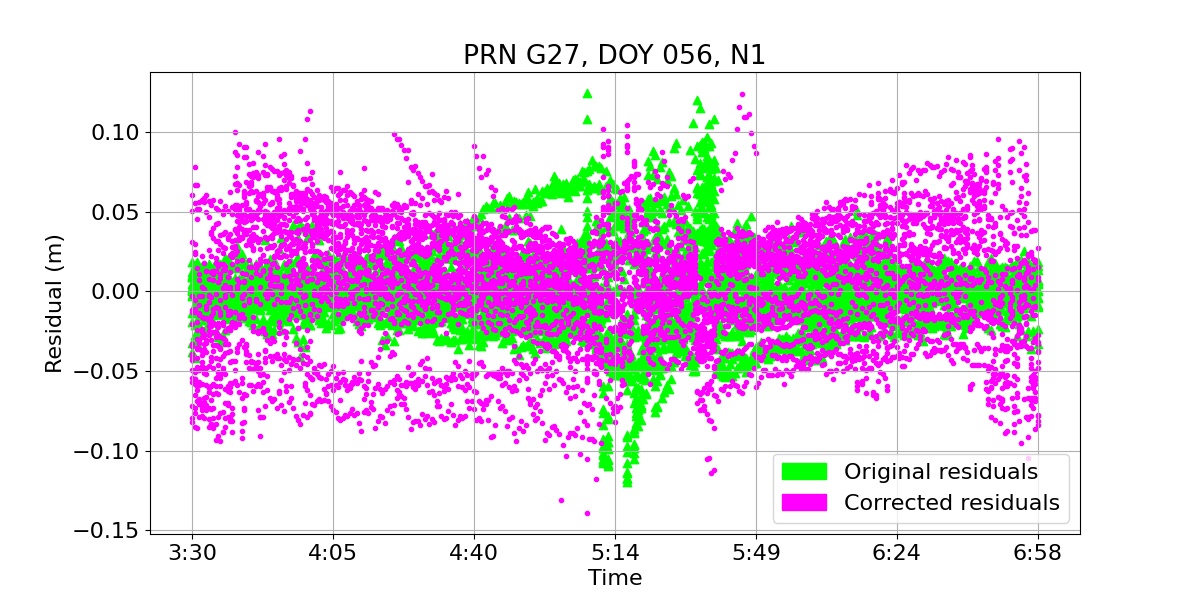 PRN G27, DOY 056, N1
Residual (m)
0.10
0.05
0.00
−0.05
−0.10
−0.15
Original residuals
Corrected residuals
3:30 4:05 4:40 5:14 5:49 6:24 6:58
Time